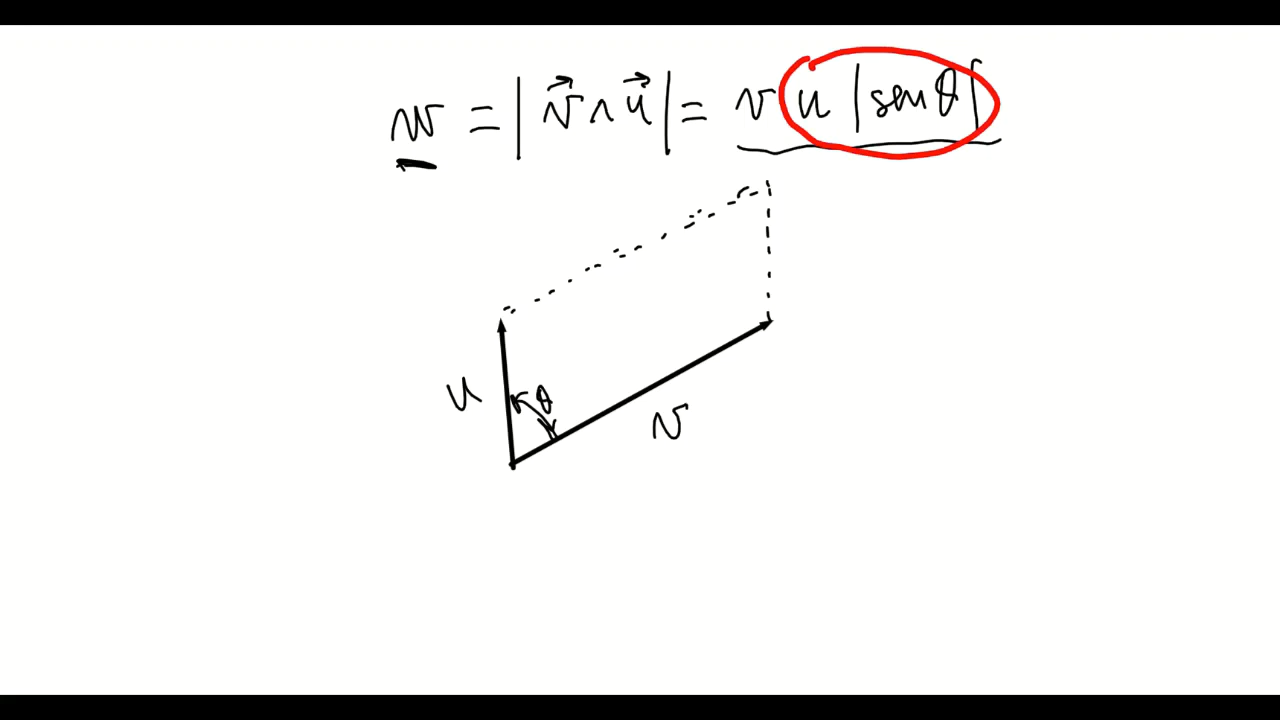 w = | v⃗ ∧ u⃗ | = v u | sen θ |
u
θ
v